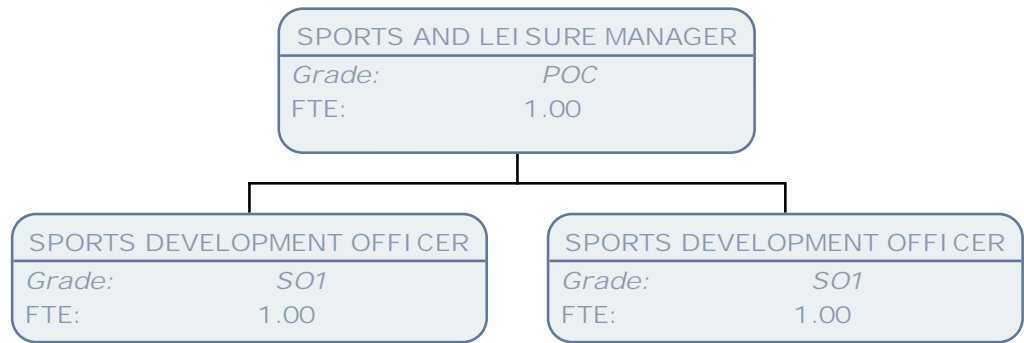 SPORTS AND LEISURE MANAGER
Grade: POC
FTE: 1.00
SPORTS DEVELOPMENT OFFICER
Grade: SO1
FTE: 1.00
SPORTS DEVELOPMENT OFFICER
Grade: SO1
FTE: 1.00